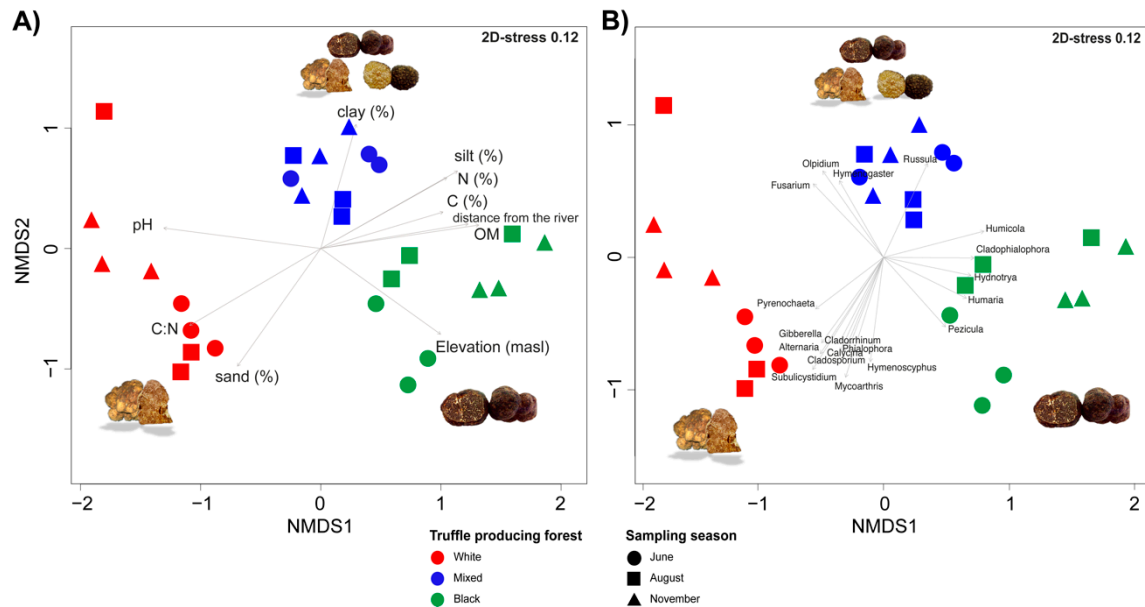 A)
2D-stress 0.12
clay (%)
silt (%)
N (%)
C (%)
distance from the river
OM
pH
C:N
sand (%)
Elevation (masl)
NMDS2
1
0
−1
−2
−1
0
1
2
NMDS1
B)
2D-stress 0.12
Olpidium
Hymenogaster
Russula
Fusarium
Humicola
Cladophialophora
Hydnotrya
Humaria
Pyrenochaeta
Pezicula
Gibberella
Cladorrhinum
Alternaria
Phialophora
Calycina
Cladosporium
Hymenoscyphus
Subulicystidium
Mycoarthris
1
0
−1
−2
−1
0
1
2
NMDS1
Truffle producing forest
White
Mixed
Black
Sampling season
June
August
November